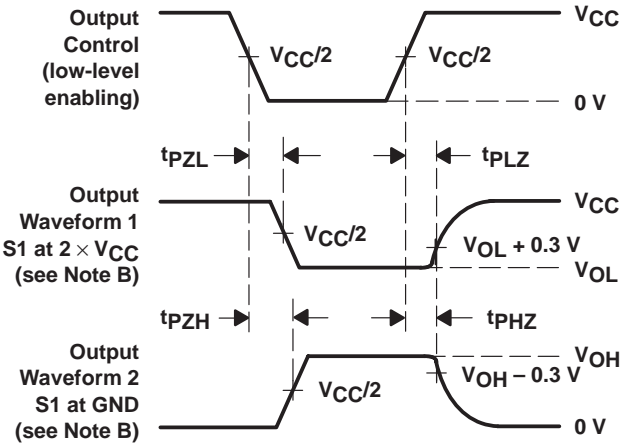 Output
Control
(low-level
enabling)
VCC/2
VCC/2
VCC
0 V
tPZL
tPLZ
Output
Waveform 1
S1 at 2 × VCC
(see Note B)
VCC/2
VCC
VOL + 0.3 V
VOL
tPZH
tPHZ
Output
Waveform 2
S1 at GND
(see Note B)
VCC/2
VOH
VOH – 0.3 V
0 V